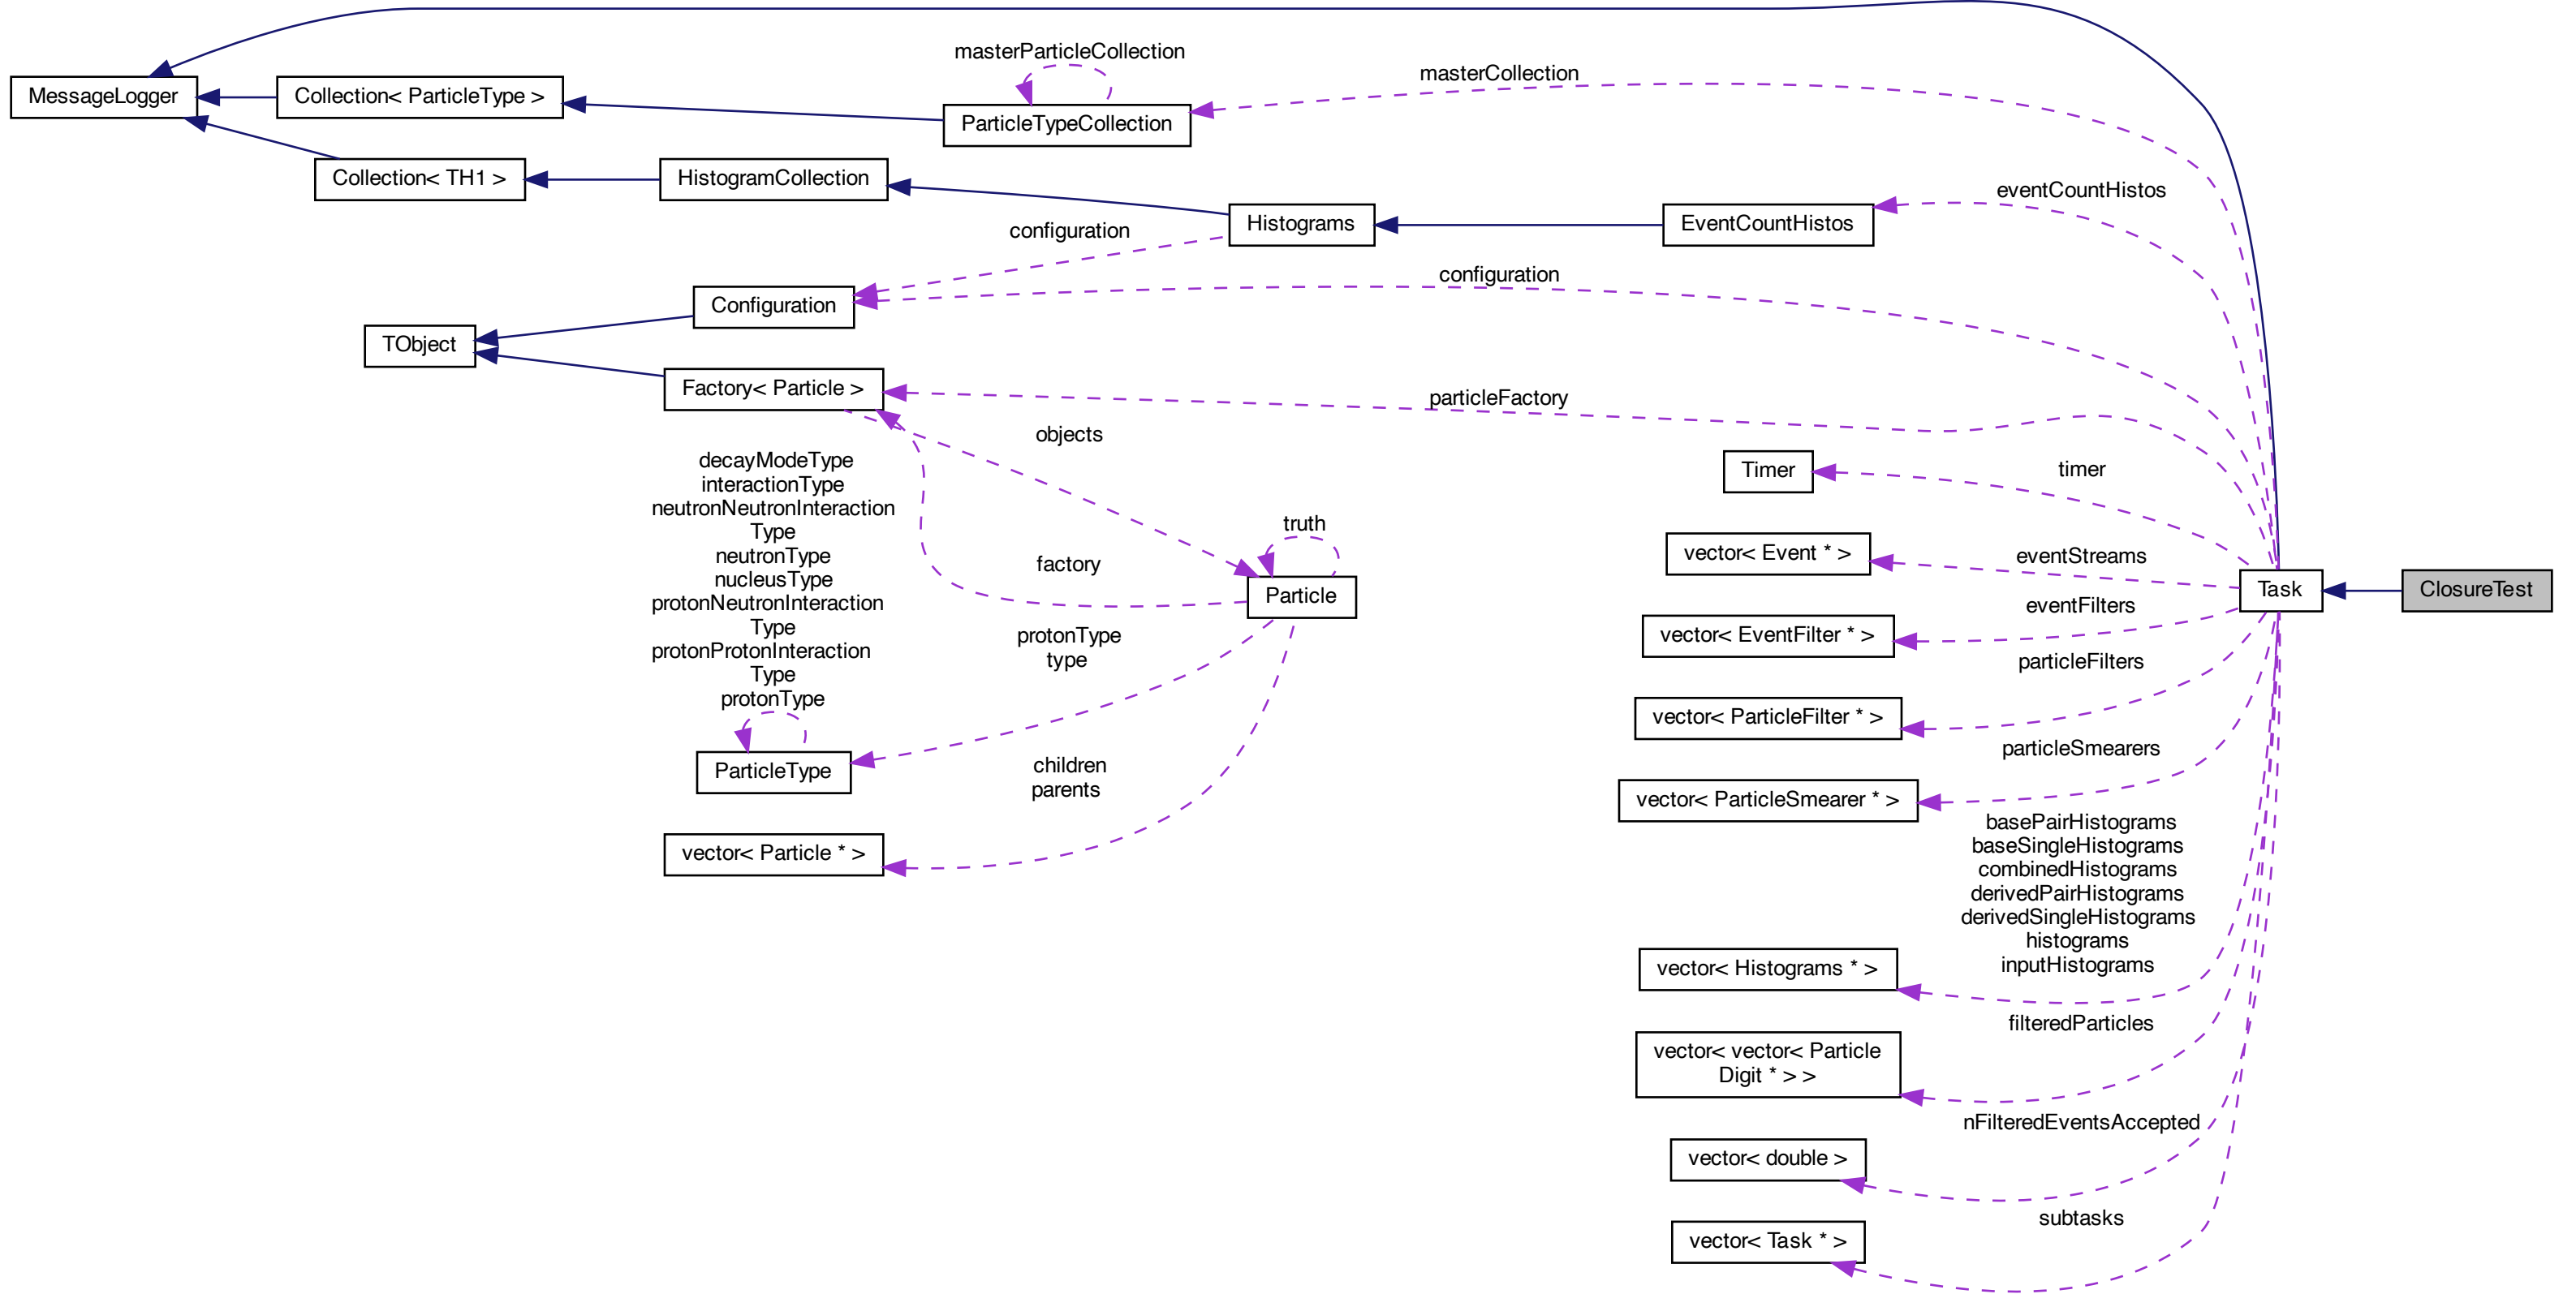 masterParticleCollection
masterCollection
MessageLogger
Collection< ParticleType >
ParticleTypeCollection
Collection< TH1 >
HistogramCollection
eventCountHistos
Histograms
EventCountHistos
configuration
configuration
Configuration
TObject
Factory< Particle >
particleFactory
objects
decayModeType
interactionType
neutronNeutronInteraction
Type
neutronType
nucleusType
protonNeutronInteraction
Type
protonProtonInteraction
Type
protonType
ParticleType
factory
truth
Particle
protonType
type
children
parents
vector< Particle * >
Timer
timer
vector< Event * >
eventStreams
Task
ClosureTest
eventFilters
vector< EventFilter * >
particleFilters
vector< ParticleFilter * >
particleSmearers
vector< ParticleSmearer * >
basePairHistograms
baseSingleHistograms
combinedHistograms
derivedPairHistograms
derivedSingleHistograms
histograms
inputHistograms
vector< Histograms * >
filteredParticles
vector< vector< Particle
Digit * > >
nFilteredEventsAccepted
vector< double >
subtasks
vector< Task * >